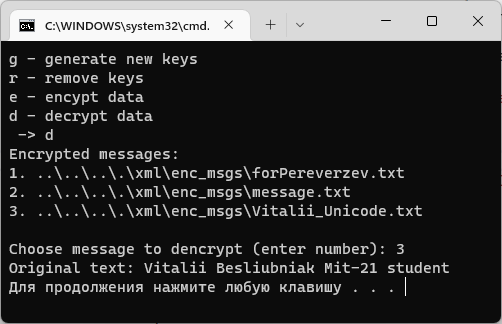 C:\WINDOWS\system32\cmd.
g - generate new keys
r - remove keys
e - encypt data
d - decrypt data
-> d
Encrypted messages:
1. ..\..\..\.\xml\enc_msgs\forPereverzev.txt
2. ..\..\..\.\xml\enc_msgs\message.txt
3. ..\..\..\.\xml\enc_msgs\Vitalii_Unicode.txt
Choose message to dencrypt (enter number): 3
Original text: Vitalii Besliubniak Mit-21 student
Для продолжения нажмите любую клавишу . . .